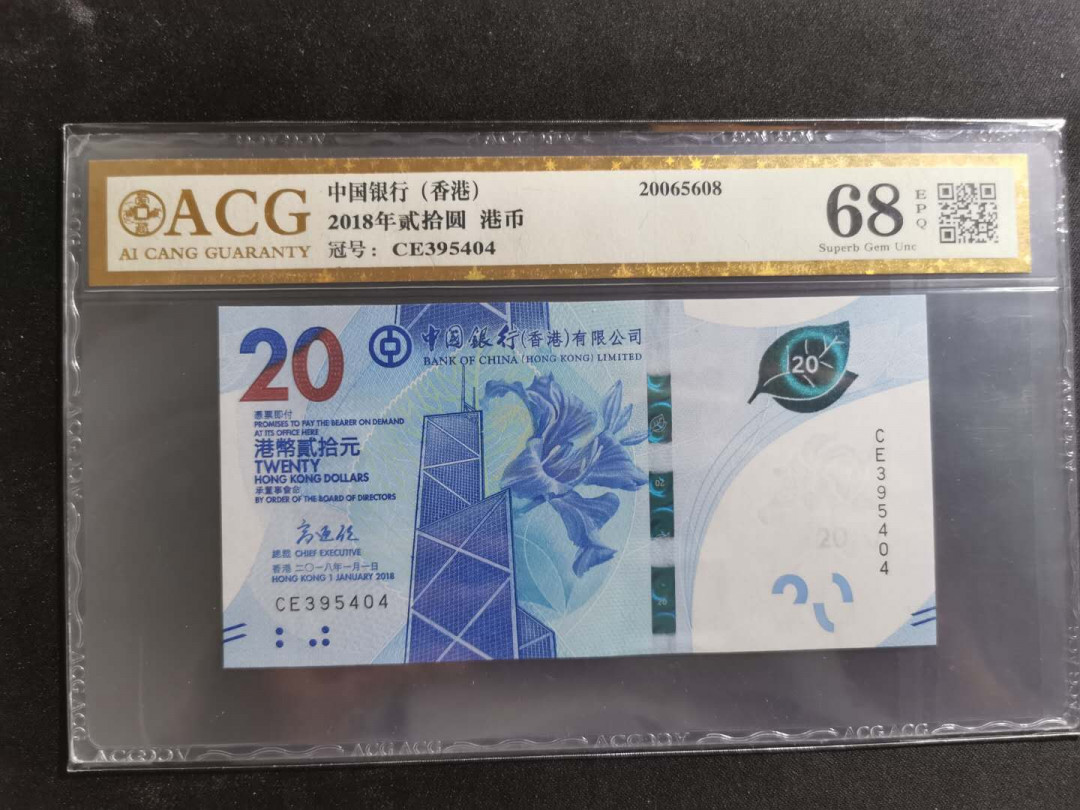 ACG
AI CANG GUARANTY
中国银行（香港）
2018年贰拾圆 港币
冠号：CE395404
20065608
68
EPQ
Superb Gem Unc
20
中国银行(香港)有限公司
BANK OF CHINA (HONG KONG) LIMITED
憑票即付
PROMISES TO PAY THE BEARER ON DEMAND
AT ITS OFFICE HERE
港幣貳拾元
TWENTY
HONG KONG DOLLARS
承董事會命
BY ORDER OF THE BOARD OF DIRECTORS
總裁 CHIEF EXECUTIVE
香港 二〇一八年一月一日
HONG KONG 1 JANUARY 2018
CE395404
20
CE395404
20
20
20
ACG ACG